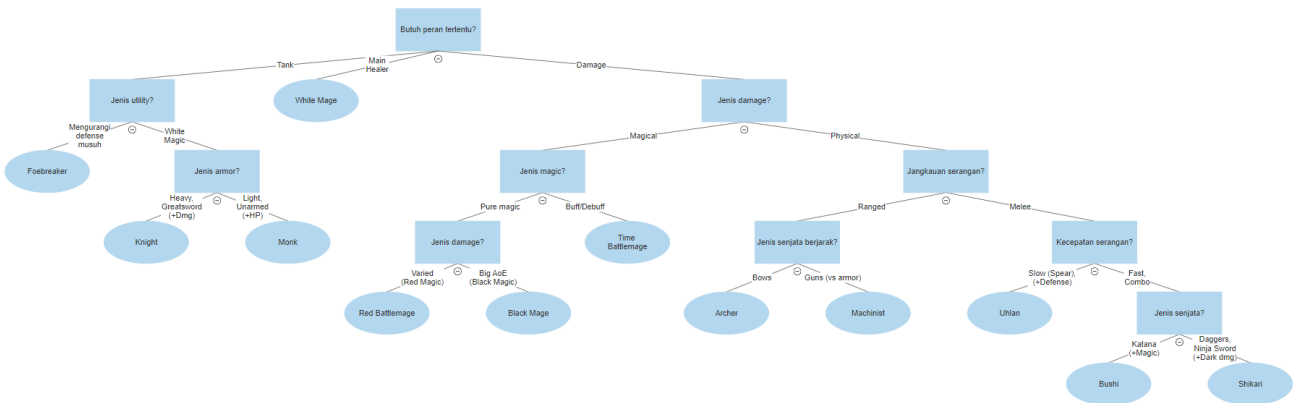 Butuh peran tertentu?
Tank
Main
Healer
Damage
Jenis utility?
White Mage
Jenis damage?
Mengurangi
defense
musuh
White
Magic
Magical
Physical
Foebreaker
Jenis armor?
Jenis magic?
Jangkauan serangan?
Heavy,
Greatsword
(+Dmg)
Light,
Unarmed
(+HP)
Pure magic
Buff/Debuff
Ranged
Melee
Knight
Monk
Jenis damage?
Time
Battlemage
Jenis senjata berjarak?
Kecepatan serangan?
Varied
(Red Magic)
Big AoE
(Black Magic)
Bows
Guns (vs armor)
Slow (Spear),
(+Defense)
Fast,
Combo
Red Battlemage
Black Mage
Archer
Machinist
Uhlan
Jenis senjata?
Katana
(+Magic)
Daggers,
Ninja Sword
(+Dark dmg)
Bushi
Shikari